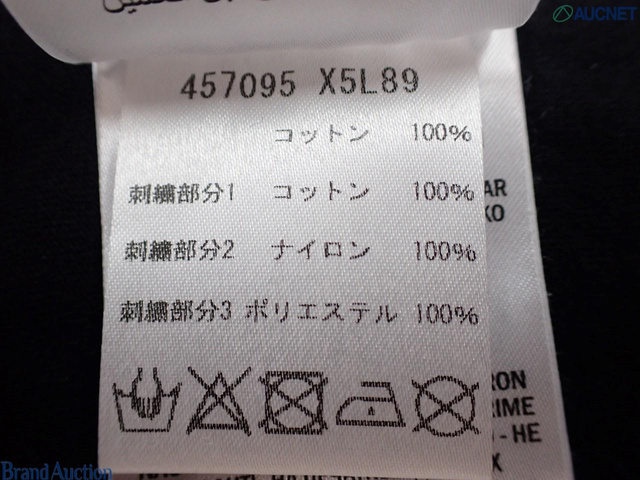 AUCNET
457095 X5L89
コットン 100%
刺繍部分1 コットン 100%
AR
KO
刺繍部分2 ナイロン 100%
刺繍部分3 ポリエステル 100%
RON
RIME
- HE
X
Brand Auction